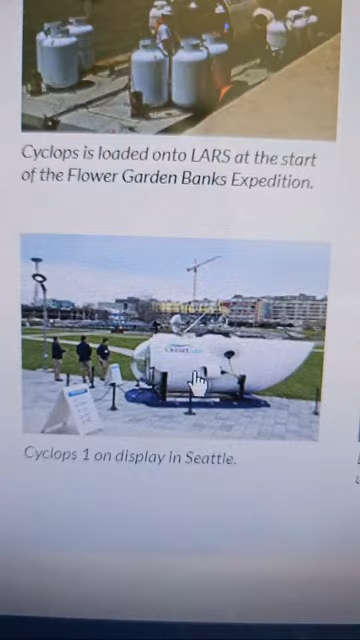 Cyclops is loaded onto LARS at the start
of the Flower Garden Banks Expedition.
Cyclops 1 on display in Seattle.